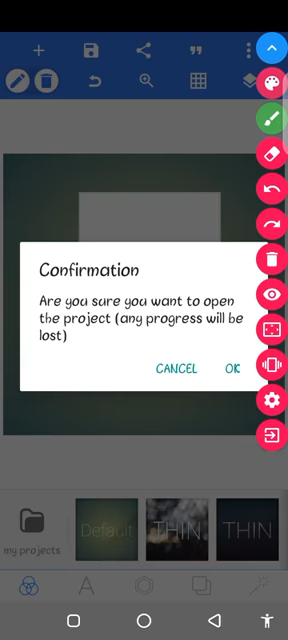 Confirmation
Are you sure you want to open
the project (any progress will be
lost)
CANCEL OK
Default THIN THIN
my projects
A